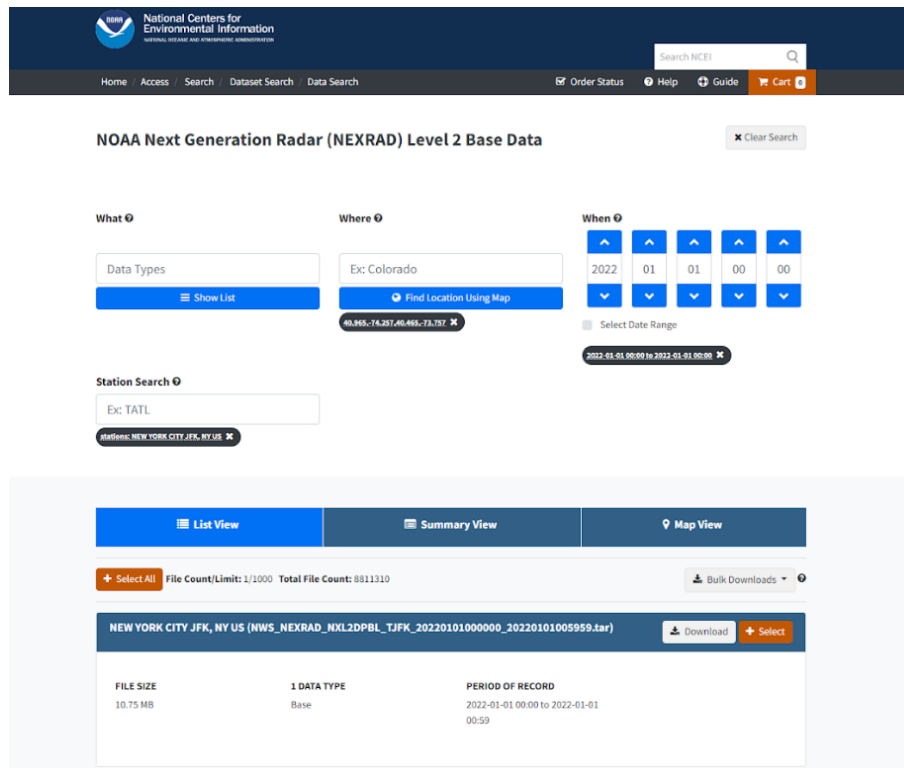 NOAA
National Centers for
Environmental Information
NATIONAL OCEANIC AND ATMOSPHERIC ADMINISTRATION
Search NCEI
Home / Access / Search / Dataset Search / Data Search
Order Status Help Guide Cart 0
NOAA Next Generation Radar (NEXRAD) Level 2 Base Data
Clear Search
What
Where
When
Data Types
Ex: Colorado
2022 01 01 00 00
Show List
Find Location Using Map
40.965,-74.257,40.465,-73.757
Select Date Range
2022-01-01 00:00 to 2022-01-01 00:00
Station Search
Ex: TATL
stations: NEW YORK CITY JFK, NY US
List View
Summary View
Map View
Select All File Count/Limit: 1/1000 Total File Count: 8811310
Bulk Downloads
NEW YORK CITY JFK, NY US (NWS_NEXRAD_NXL2DPBL_TJFK_20220101000000_20220101005959.tar)
Download
Select
FILE SIZE
10.75 MB
1 DATA TYPE
Base
PERIOD OF RECORD
2022-01-01 00:00 to 2022-01-01
00:59